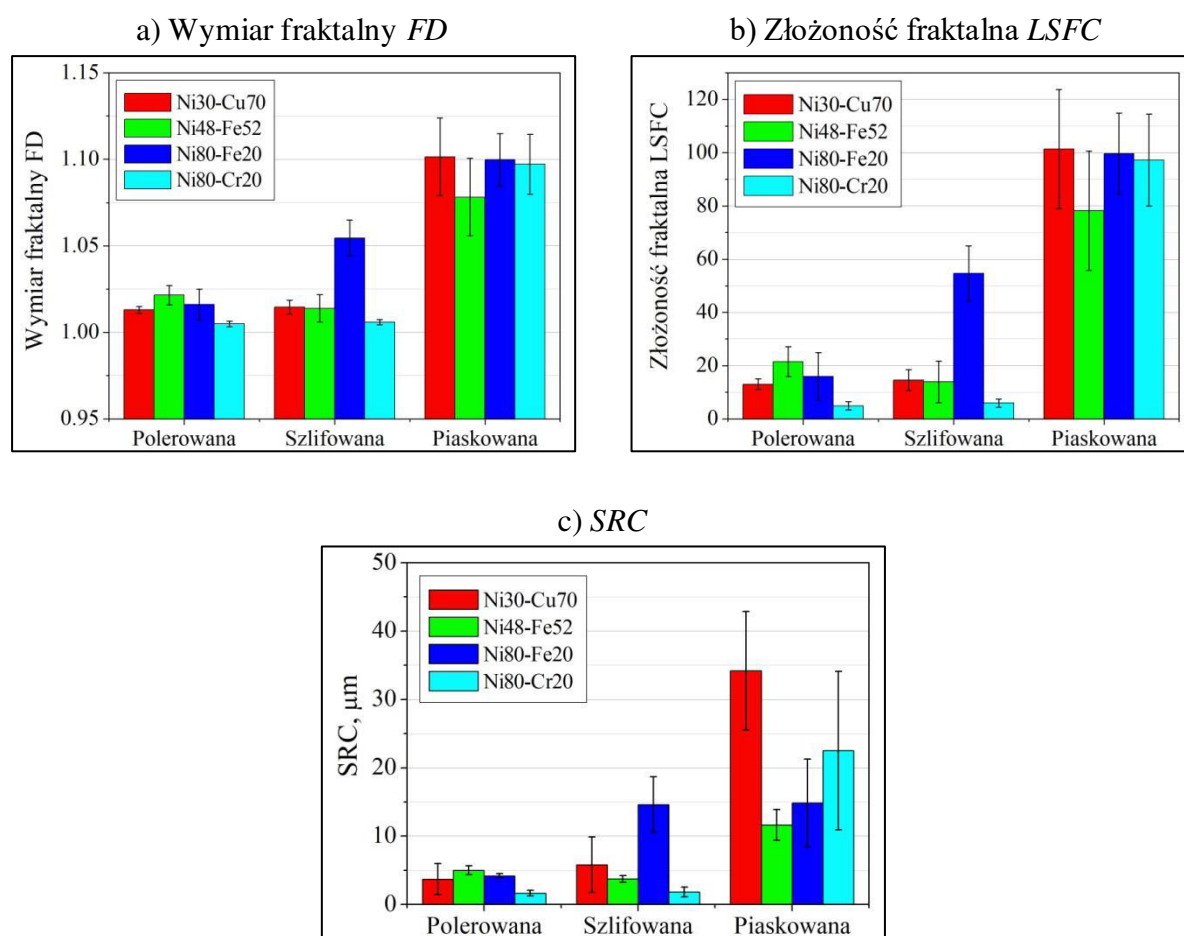 a) Wymiar fraktalny FD
1.15
1.10
1.05
1.00
0.95
Wymiar fraktalny FD
Ni30-Cu70
Ni48-Fe52
Ni80-Fe20
Ni80-Cr20
Polerowana Szlifowana Piaskowana
b) Złożoność fraktalna LSFC
120
100
80
60
40
20
0
Złożoność fraktalna LSFC
Ni30-Cu70
Ni48-Fe52
Ni80-Fe20
Ni80-Cr20
Polerowana Szlifowana Piaskowana
c) SRC
50
40
30
20
10
0
SRC, µm
Ni30-Cu70
Ni48-Fe52
Ni80-Fe20
Ni80-Cr20
Polerowana Szlifowana Piaskowana